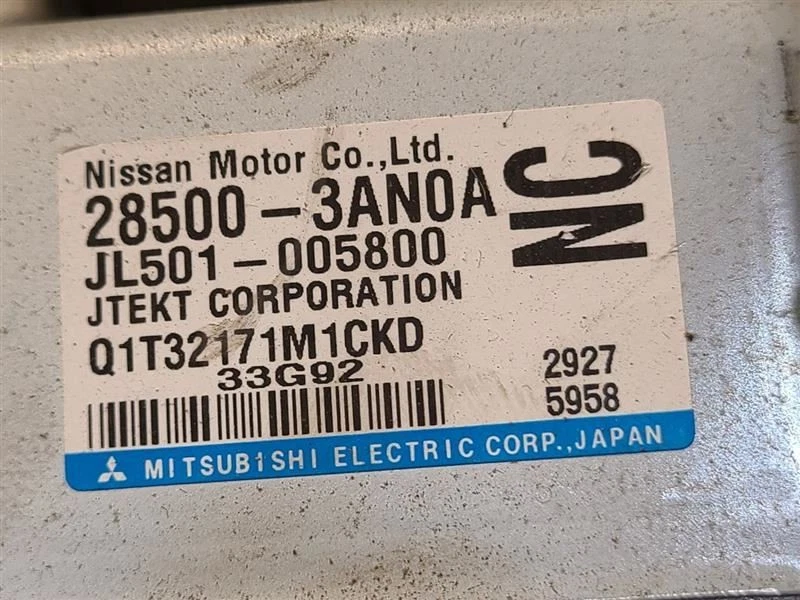 Nissan Motor Co.,Ltd.
28500-3AN0A
NC
JL501-005800
JTEKT CORPORATION
Q1T32171M1CKD
33G92
2927
5958
MITSUBISHI ELECTRIC CORP.,JAPAN